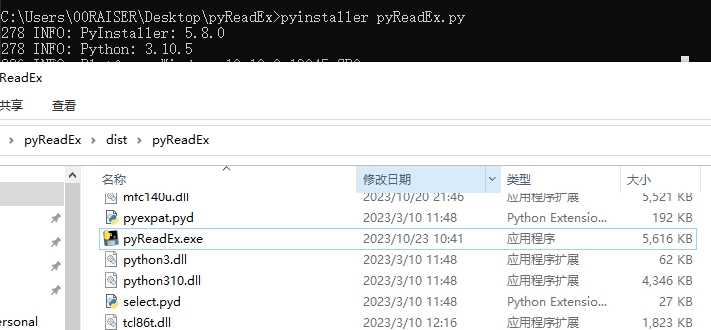 C:\Users\00RAISER\Desktop\pyReadEx>pyinstaller pyReadEx.py
278 INFO: PyInstaller: 5.8.0
278 INFO: Python: 3.10.5
ReadEx
共享 查看
pyReadEx > dist > pyReadEx
名称 修改日期 类型 大小
mfc140u.dll 2023/10/20 21:46 应用程序扩展 5,521 KB
pyexpat.pyd 2023/3/10 11:48 Python Extensio... 192 KB
pyReadEx.exe 2023/10/23 10:41 应用程序 5,616 KB
python3.dll 2023/3/10 11:48 应用程序扩展 62 KB
python310.dll 2023/3/10 11:48 应用程序扩展 4,346 KB
select.pyd 2023/3/10 11:48 Python Extensio... 27 KB
ersonal
tcl86t.dll 2023/3/10 12:16 应用程序扩展 1,823 KB